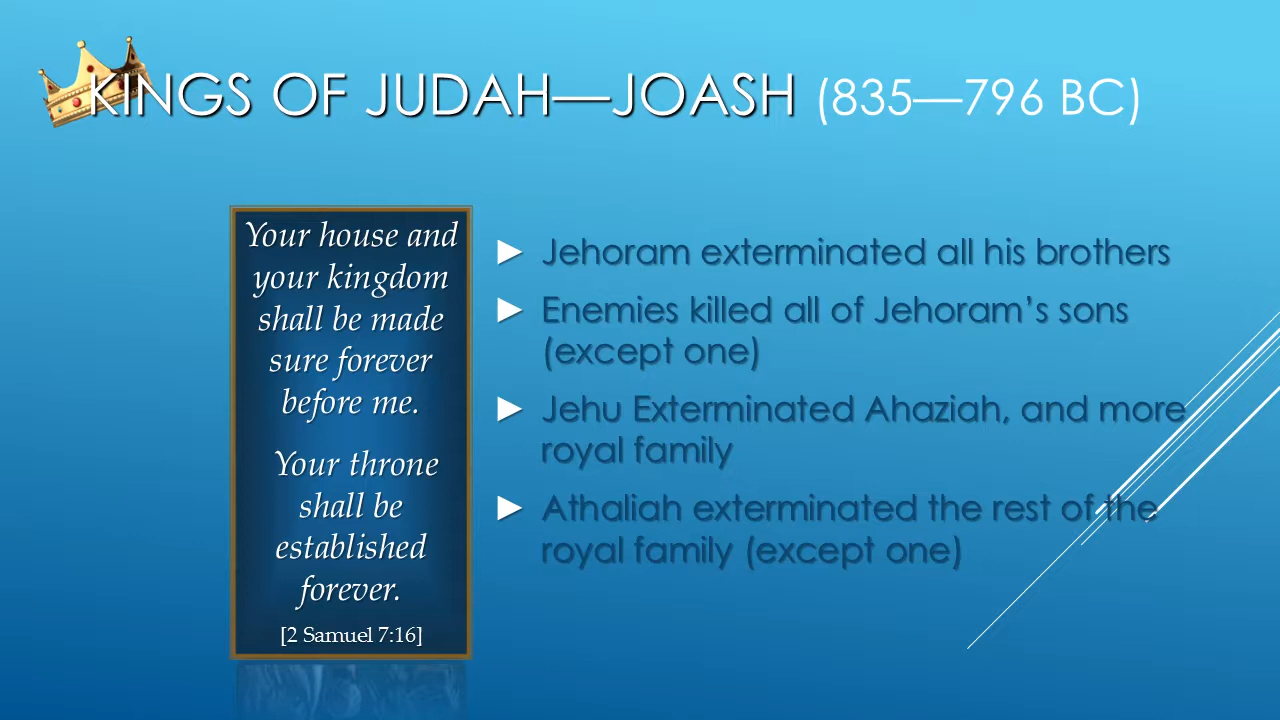 KINGS OF JUDAH—JOASH (835—796 BC)
Your house and
your kingdom
shall be made
sure forever
before me.
Your throne
shall be
established
forever.
[2 Samuel 7:16]
► Jehoram exterminated all his brothers
► Enemies killed all of Jehoram’s sons
(except one)
► Jehu Exterminated Ahaziah, and more
royal family
► Athaliah exterminated the rest of the
royal family (except one)